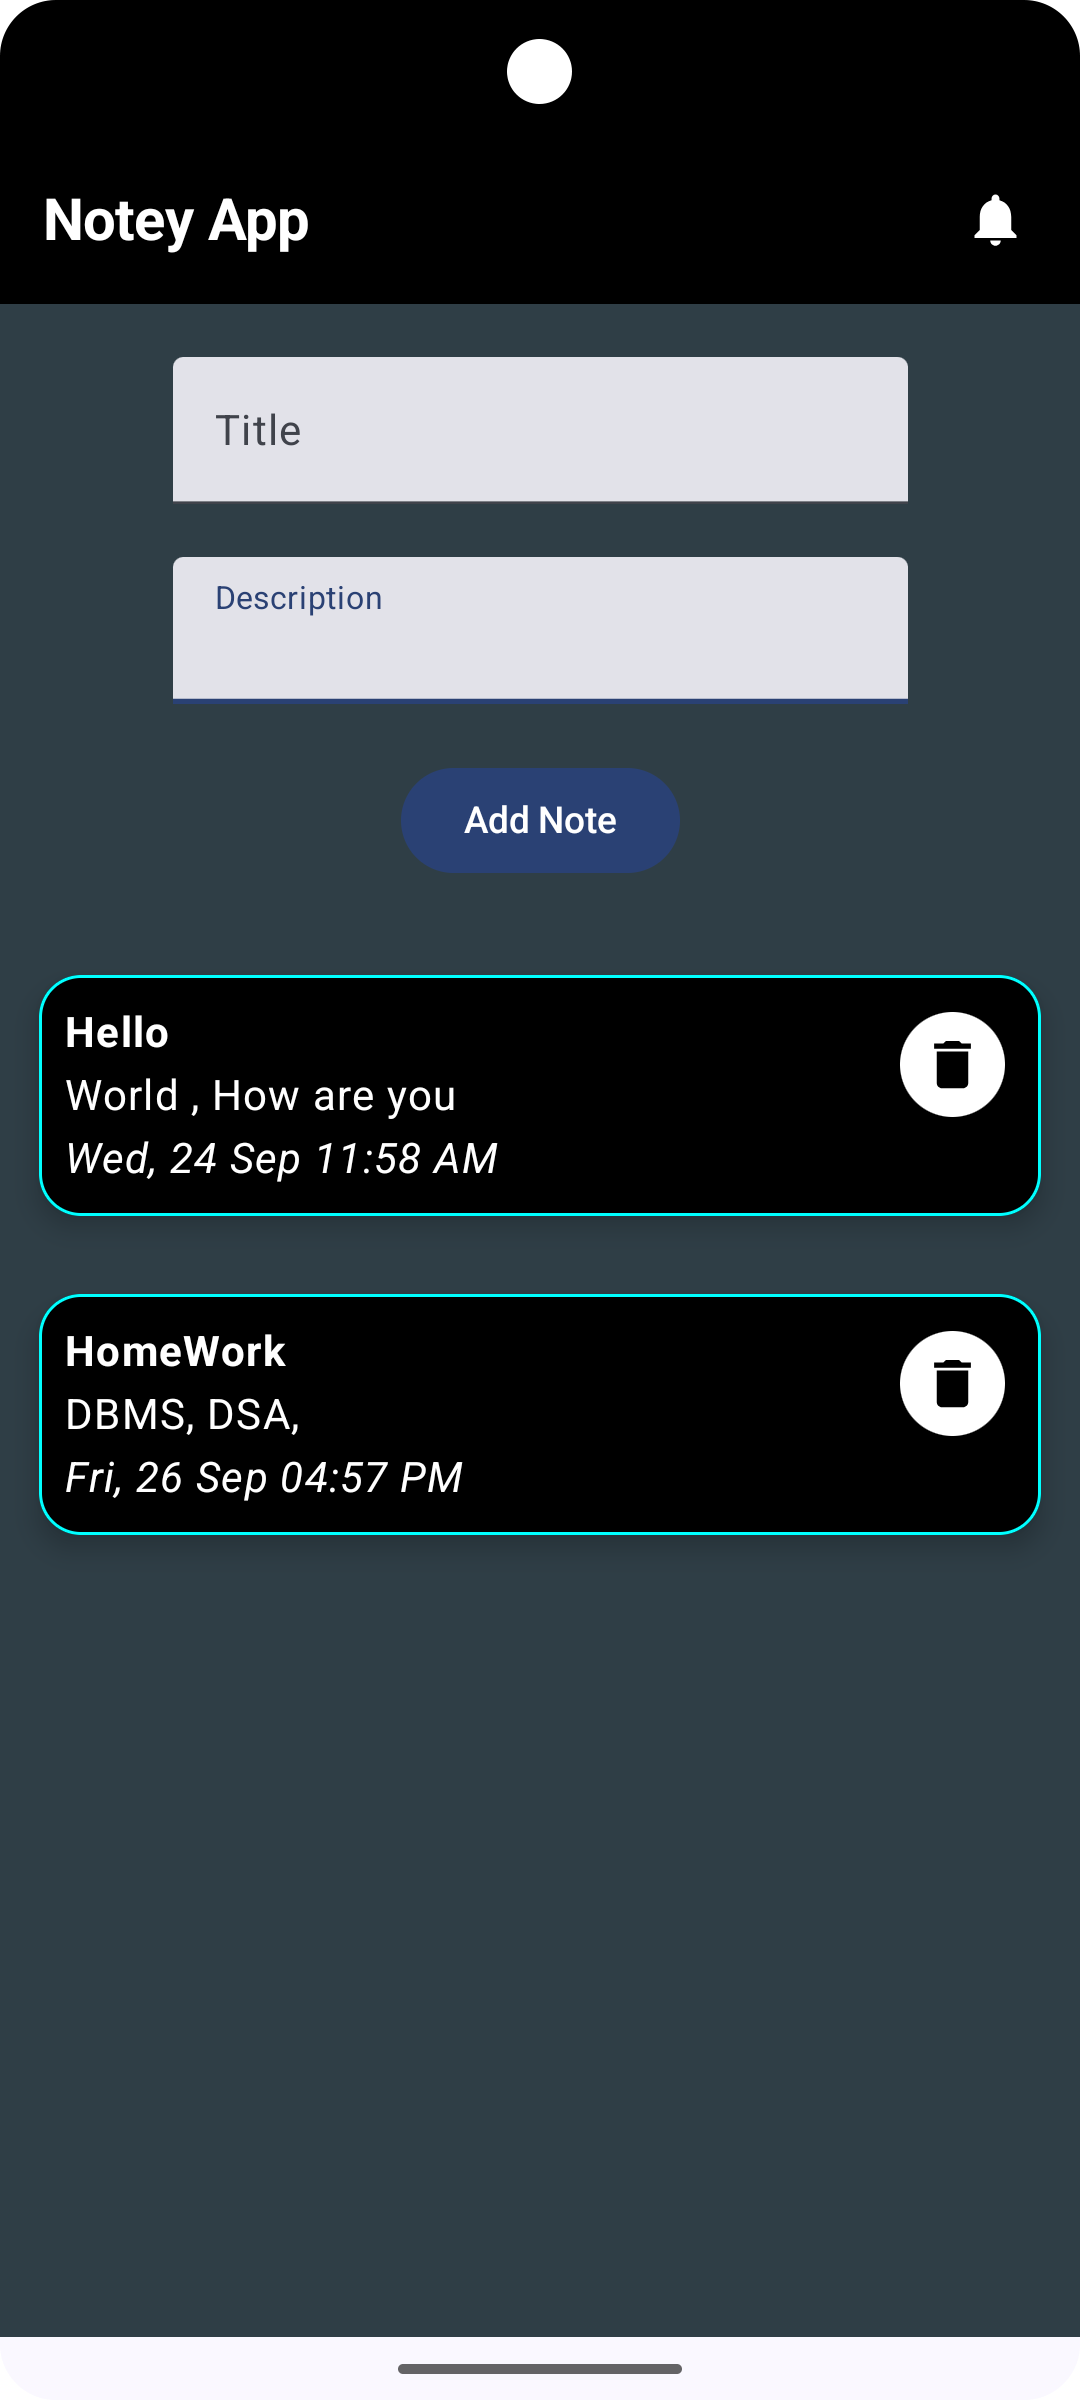 Notey App
Title
Description
Add Note
Hello
World , How are you
Wed, 24 Sep 11:58 AM
HomeWork
DBMS, DSA,
Fri, 26 Sep 04:57 PM